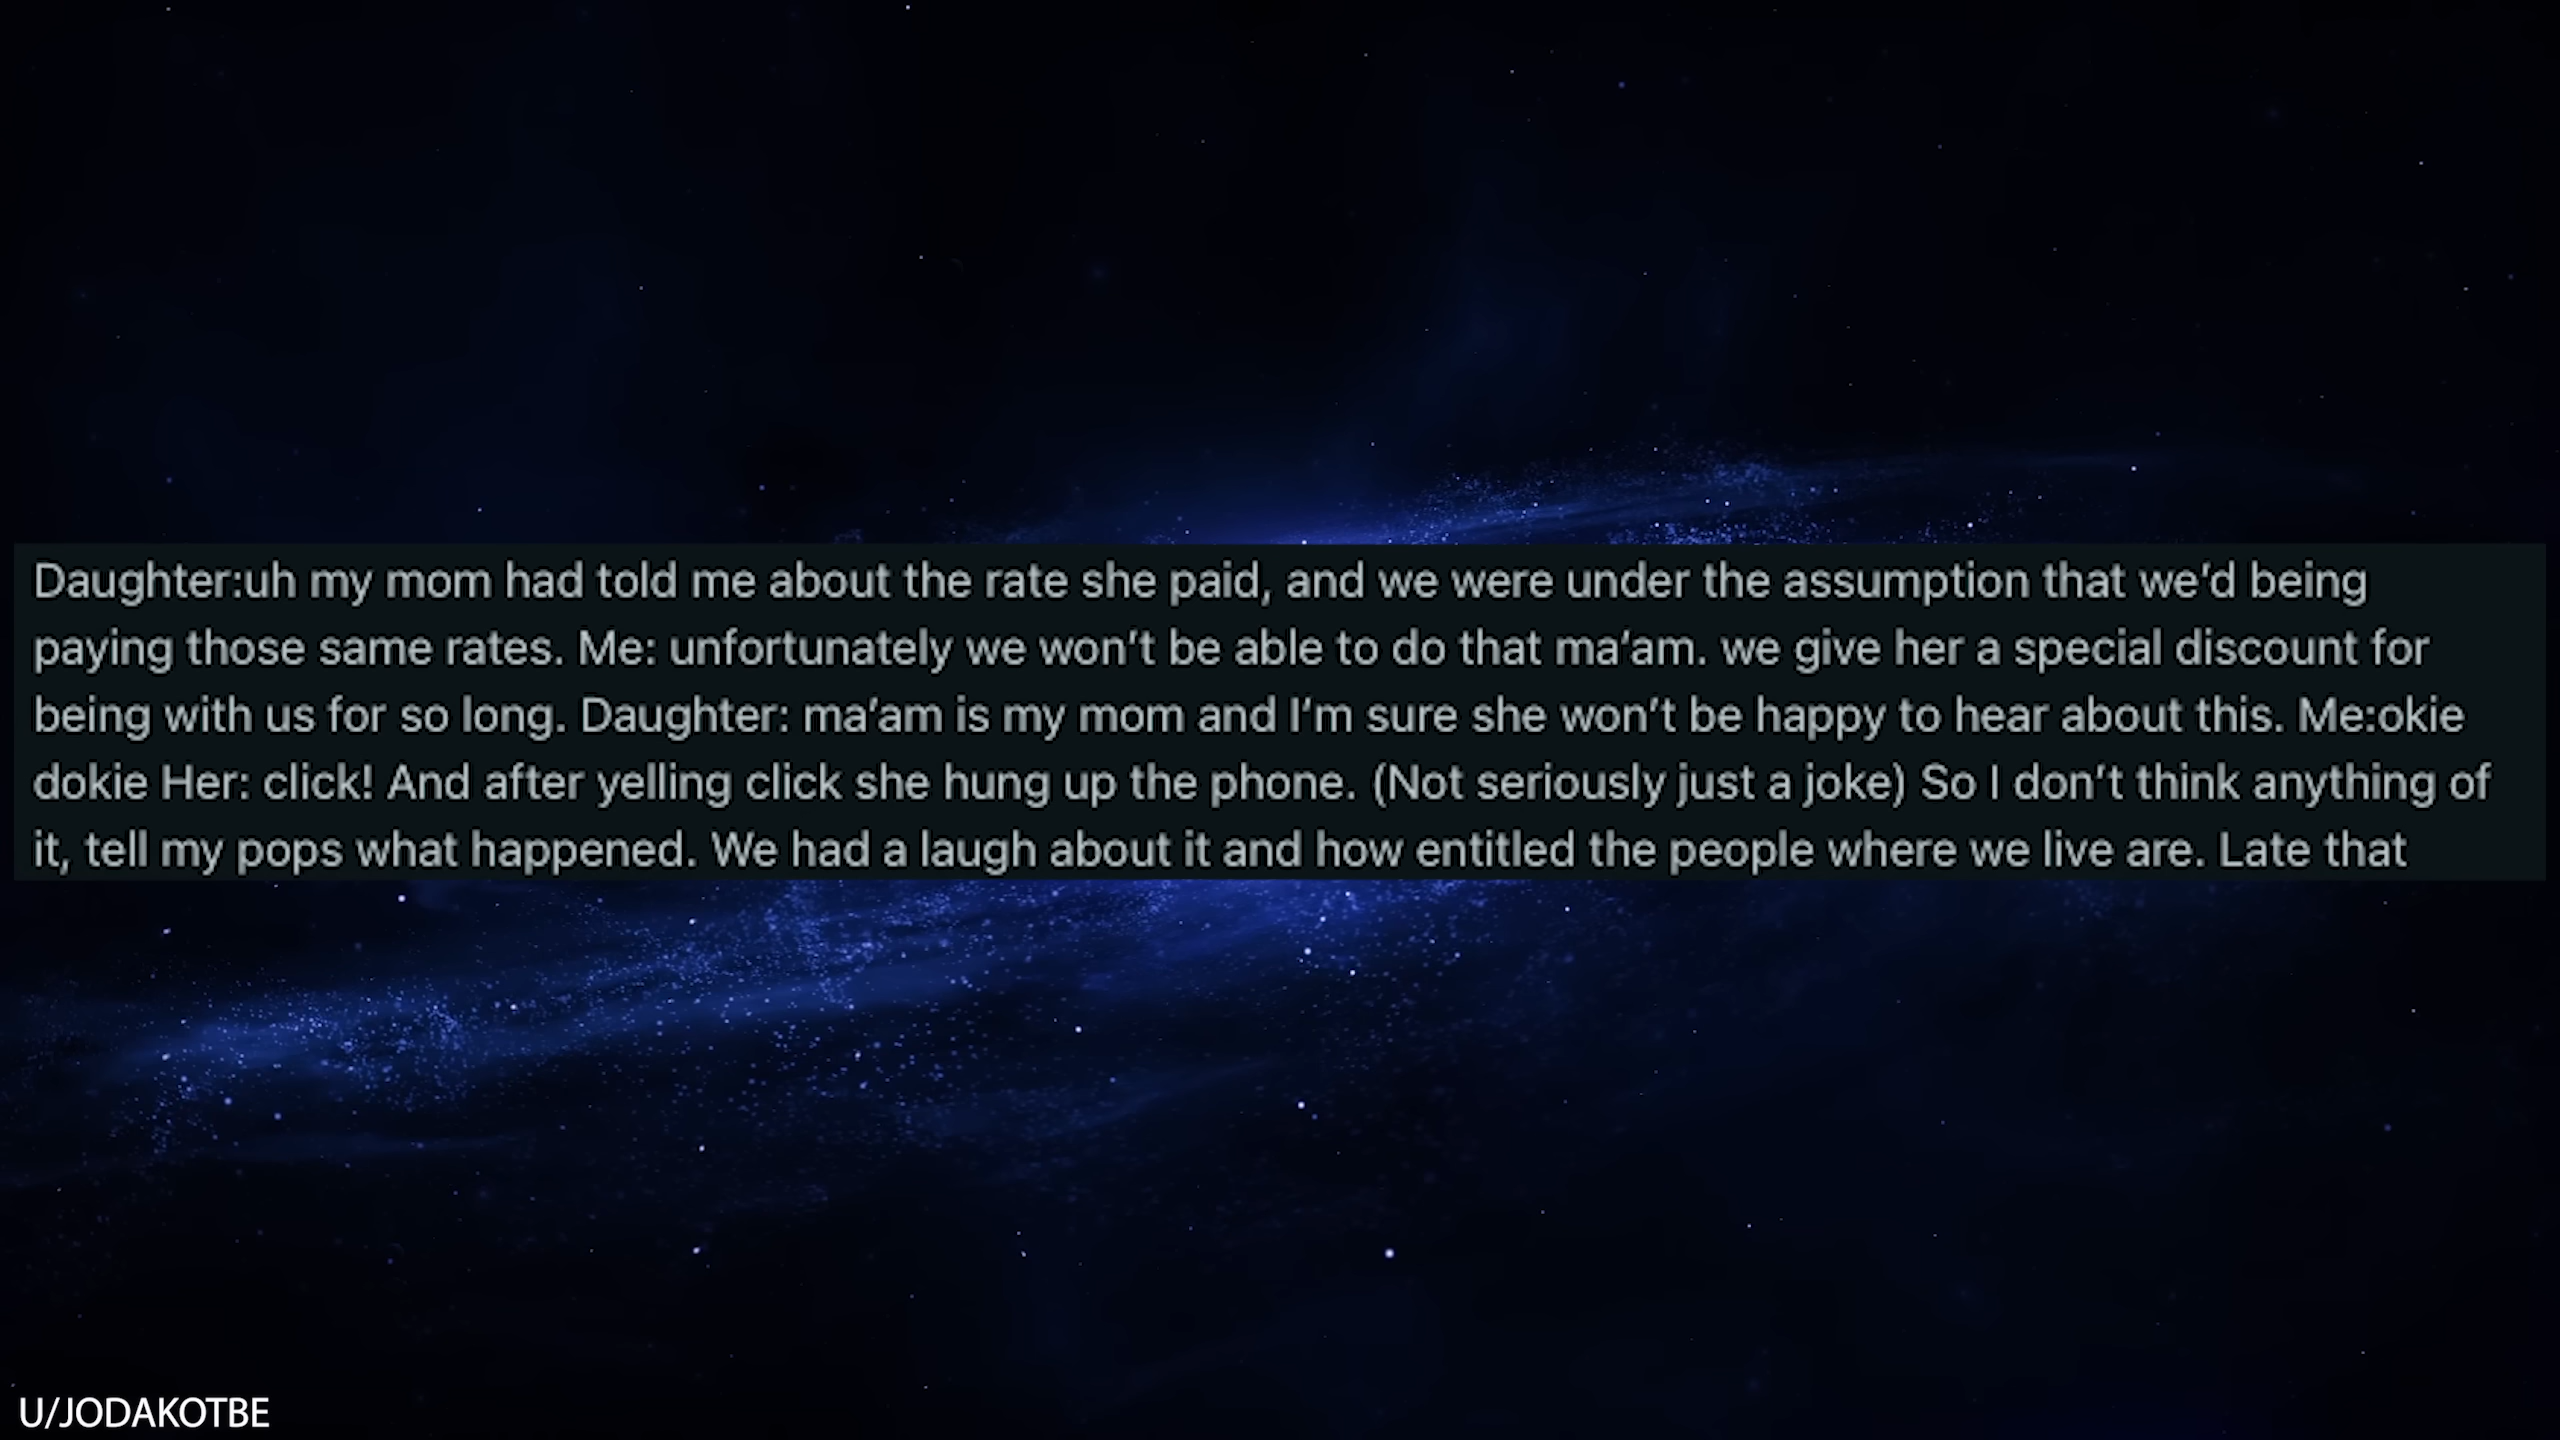 Daughter:uh my mom had told me about the rate she paid, and we were under the assumption that we’d being
paying those same rates. Me: unfortunately we won’t be able to do that ma’am. we give her a special discount for
being with us for so long. Daughter: ma’am is my mom and I’m sure she won’t be happy to hear about this. Me:okie
dokie Her: click! And after yelling click she hung up the phone. (Not seriously just a joke) So I don’t think anything of
it, tell my pops what happened. We had a laugh about it and how entitled the people where we live are. Late that
U/JODAKOTBE